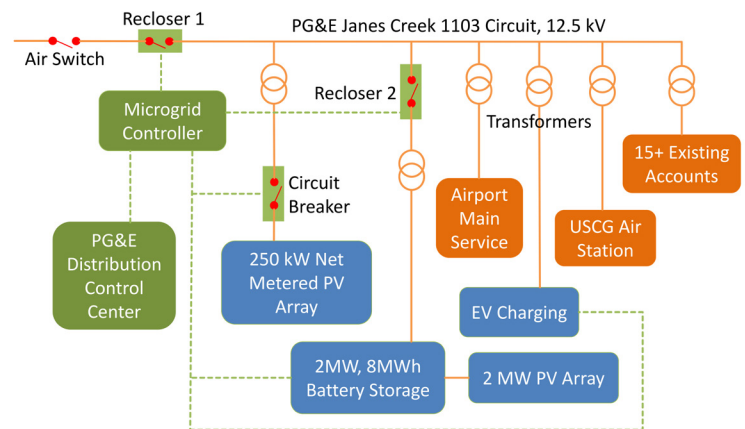 PG&E Janes Creek 1103 Circuit, 12.5 kV
Recloser 1
Air Switch
Recloser 2
Microgrid
Controller
Transformers
15+ Existing
Accounts
Circuit
Breaker
Airport
Main
Service
USCG Air
Station
PG&E
Distribution
Control
Center
250 kW Net
Metered PV
Array
EV Charging
2MW, 8MWh
Battery Storage
2 MW PV Array